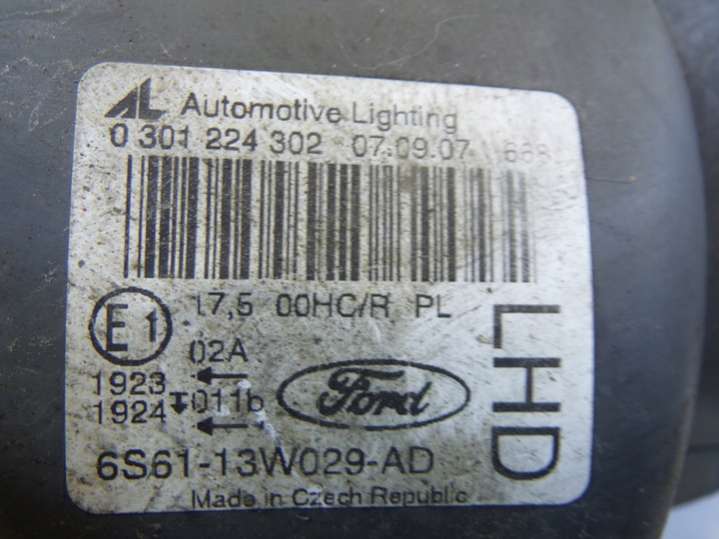 AL Automotive Lighting
0 301 224 302 07.09.07
E1 17,5 00HC/R PL
02A
1923
1924 011b
Ford
6S61-13W029-AD
Made in Czech Republic
LHD